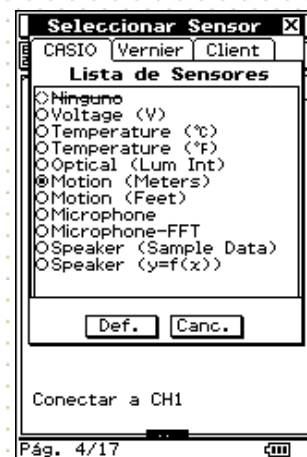 Seleccionar Sensor
CASIO Vernier Client
Lista de Sensores
Ninguno
Voltage (V)
Temperature (℃)
Temperature (℉)
Optical (Lum Int)
Motion (Meters)
Motion (Feet)
Microphone
Microphone-FFT
Speaker (Sample Data)
Speaker (y=f(x))
Def. Canc.
Conectar a CH1
Pág. 4/17